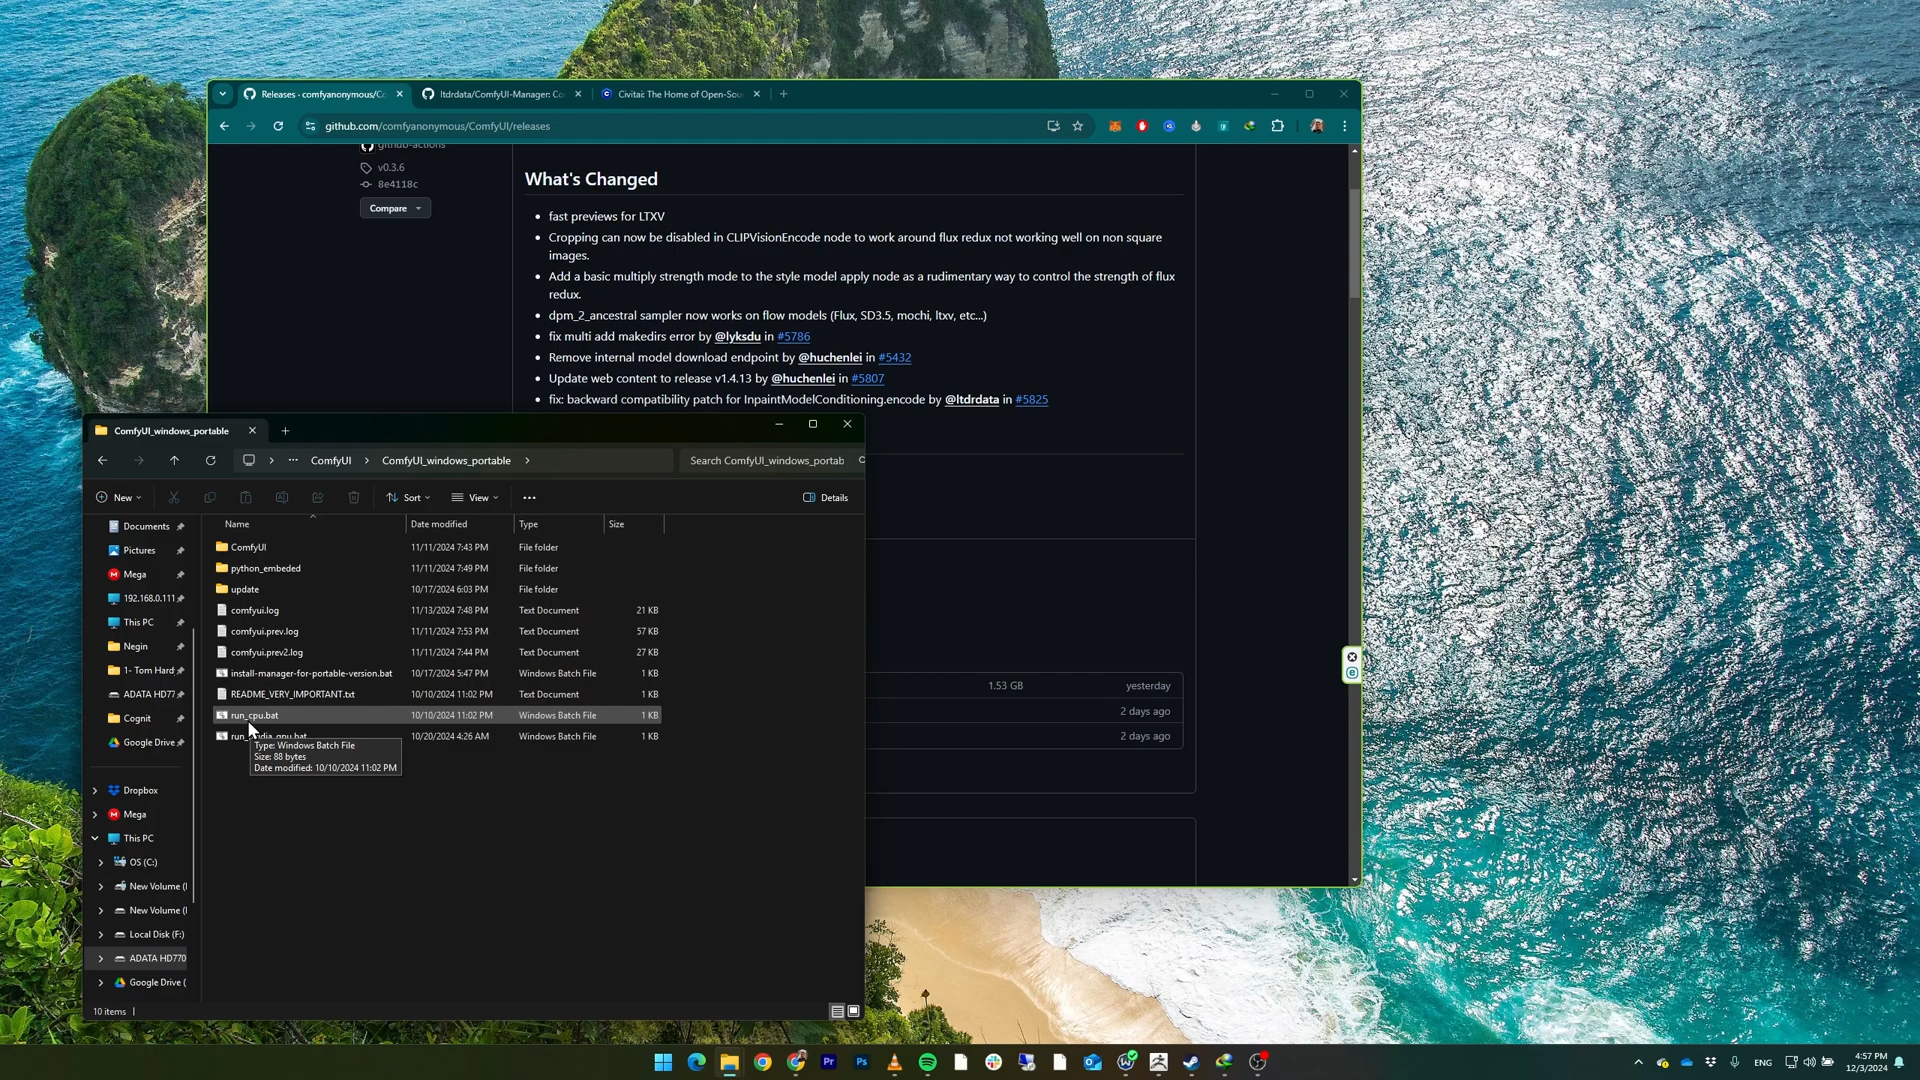 Releases - comfyanonymous/Co
ltdrdata/ComfyUI-Manager: Co
Civitai: The Home of Open-Sou
github.com/comfyanonymous/ComfyUI/releases
github-actions
v0.3.6
8e4118c
Compare
What's Changed
fast previews for LTXV
Cropping can now be disabled in CLIPVisionEncode node to work around flux redux not working well on non square
images.
Add a basic multiply strength mode to the style model apply node as a rudimentary way to control the strength of flux
redux.
dpm_2_ancestral sampler now works on flow models (Flux, SD3.5, mochi, ltxv, etc...)
fix multi add makedirs error by @lyksdu in #5786
Remove internal model download endpoint by @huchenlei in #5432
Update web content to release v1.4.13 by @huchenlei in #5807
fix: backward compatibility patch for InpaintModelConditioning.encode by @ltdrdata in #5825
1.53 GB yesterday
2 days ago
2 days ago
ComfyUI_windows_portable
ComfyUI ComfyUI_windows_portable
Search ComfyUI_windows_portab
New Sort View Details
Name Date modified Type Size
ComfyUI 11/11/2024 7:43 PM File folder
python_embeded 11/11/2024 7:49 PM File folder
update 10/17/2024 6:03 PM File folder
comfyui.log 11/13/2024 7:48 PM Text Document 21 KB
comfyui.prev.log 11/11/2024 7:53 PM Text Document 57 KB
comfyui.prev2.log 11/11/2024 7:44 PM Text Document 27 KB
install-manager-for-portable-version.bat 10/17/2024 5:47 PM Windows Batch File 1 KB
README_VERY_IMPORTANT.txt 10/10/2024 11:02 PM Text Document 1 KB
run_cpu.bat 10/10/2024 11:02 PM Windows Batch File 1 KB
10/20/2024 4:26 AM Windows Batch File 1 KB
Type: Windows Batch File
Size: 88 bytes
Date modified: 10/10/2024 11:02 PM
Documents
Pictures
Mega
192.168.0.111
This PC
Negin
1- Tom Hard
ADATA HD77
Cognit
Google Drive
Dropbox
Mega
This PC
OS (C:)
New Volume (
New Volume (
Local Disk (F:)
ADATA HD770
Google Drive (
10 items
ENG
4:57 PM
12/3/2024